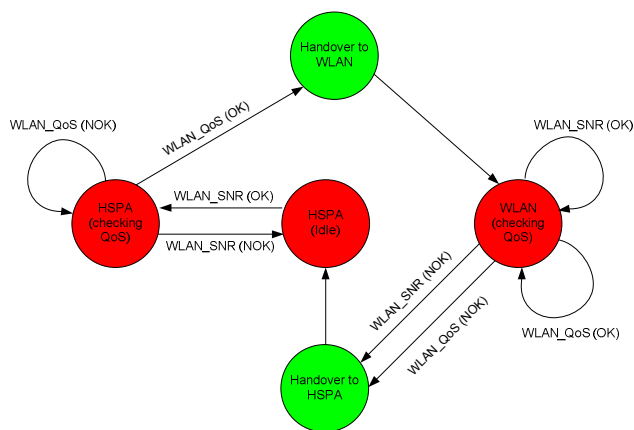 Handover to
WLAN
WLAN_QoS (NOK)
WLAN_QoS (OK)
WLAN_SNR (OK)
HSPA
(checking
QoS)
WLAN_SNR (OK)
WLAN_SNR (NOK)
HSPA
(Idle)
WLAN
(checking
QoS)
WLAN_SNR (NOK)
WLAN_QoS (NOK)
WLAN_QoS (OK)
Handover to
HSPA